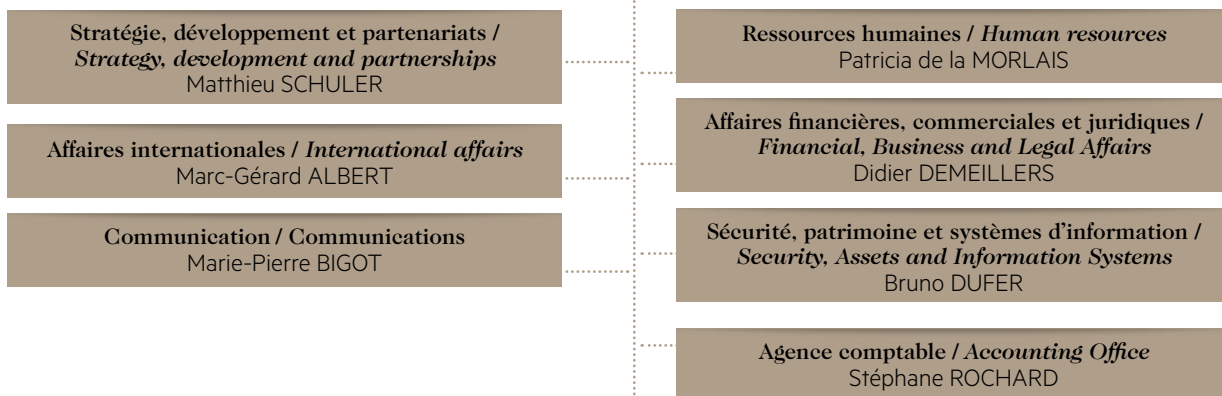 Stratégie, développement et partenariats /
Strategy, development and partnerships
Matthieu SCHULER
Affaires internationales / International affairs
Marc-Gérard ALBERT
Communication / Communications
Marie-Pierre BIGOT
Ressources humaines / Human resources
Patricia de la MORLAIS
Affaires financières, commerciales et juridiques /
Financial, Business and Legal Affairs
Didier DEMEILLERS
Sécurité, patrimoine et systèmes d’information /
Security, Assets and Information Systems
Bruno DUFER
Agence comptable / Accounting Office
Stéphane ROCHARD